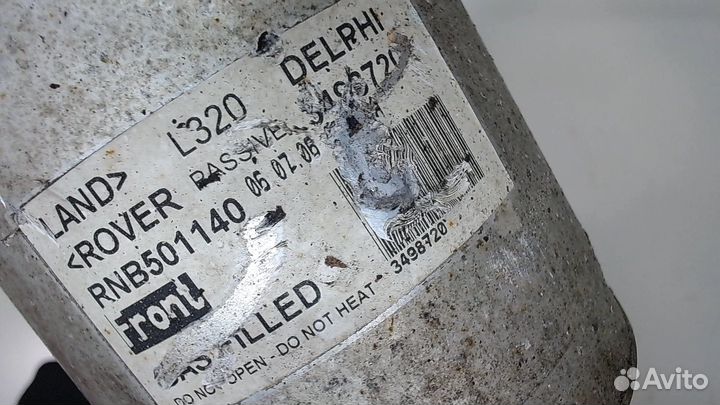 LAND> L320 DELPHI
<ROVER PASSIVE 3498720
RNB501140 06 07 06
Front
3498720
GAS FILLED
DO NOT OPEN - DO NOT HEAT
Avito